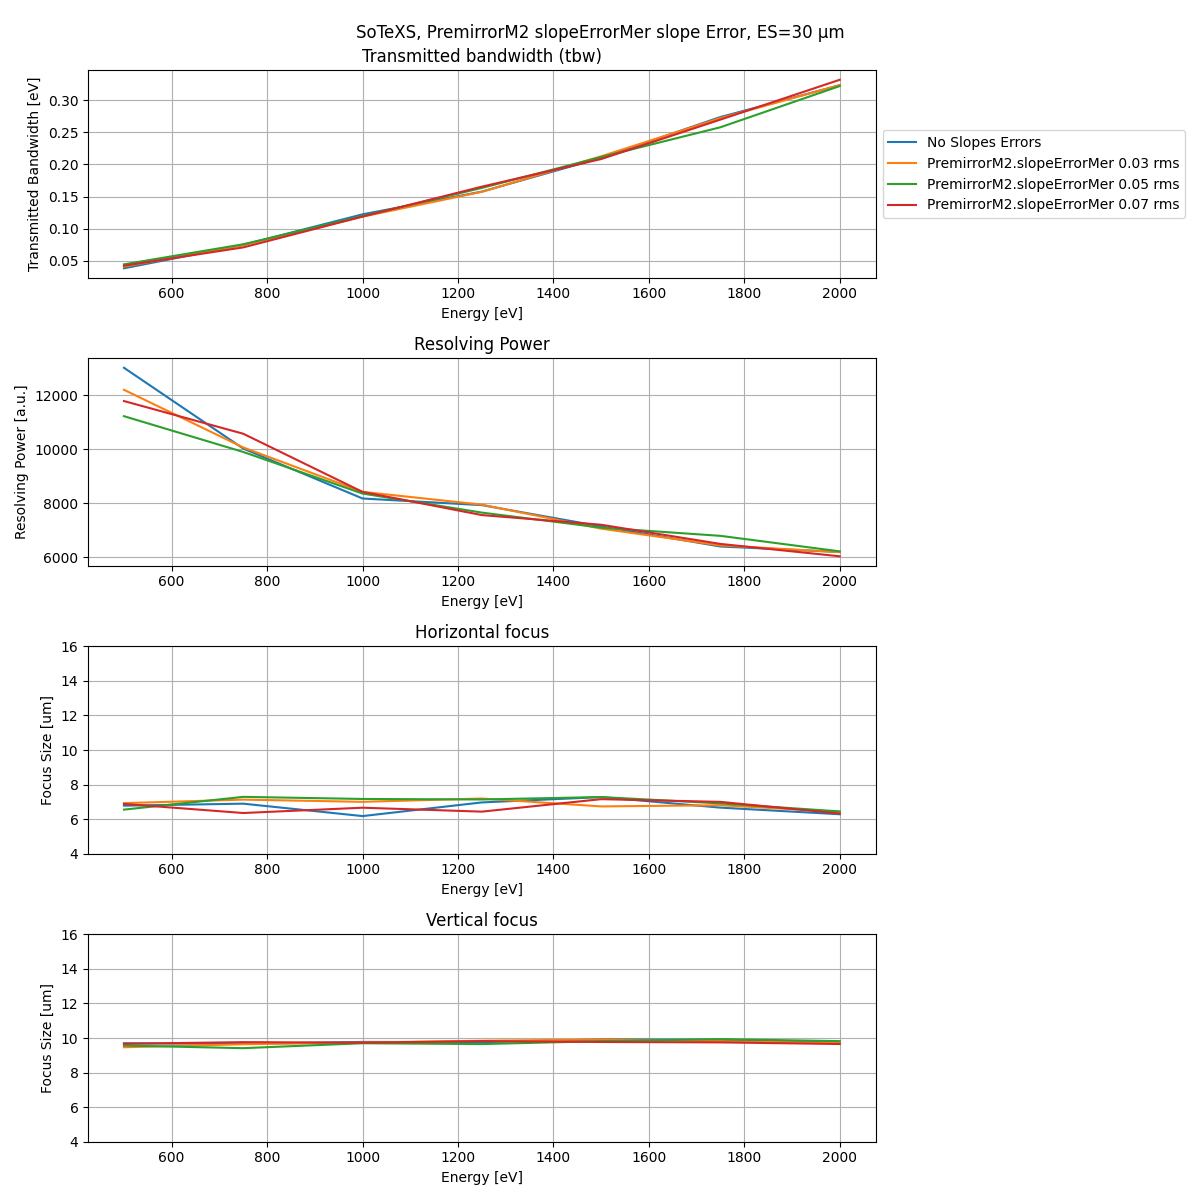 SoTeXS, PremirrorM2 slopeErrorMer slope Error, ES=30 μm
Transmitted bandwidth (tbw)
Transmitted Bandwidth [eV]
0.30
0.25
0.20
0.15
0.10
0.05
600 800 1000 1200 1400 1600 1800 2000
Energy [eV]
No Slopes Errors
PremirrorM2.slopeErrorMer 0.03 rms
PremirrorM2.slopeErrorMer 0.05 rms
PremirrorM2.slopeErrorMer 0.07 rms
Resolving Power
Resolving Power [a.u.]
12000
10000
8000
6000
600 800 1000 1200 1400 1600 1800 2000
Energy [eV]
Horizontal focus
Focus Size [um]
16
14
12
10
8
6
4
600 800 1000 1200 1400 1600 1800 2000
Energy [eV]
Vertical focus
Focus Size [um]
16
14
12
10
8
6
4
600 800 1000 1200 1400 1600 1800 2000
Energy [eV]